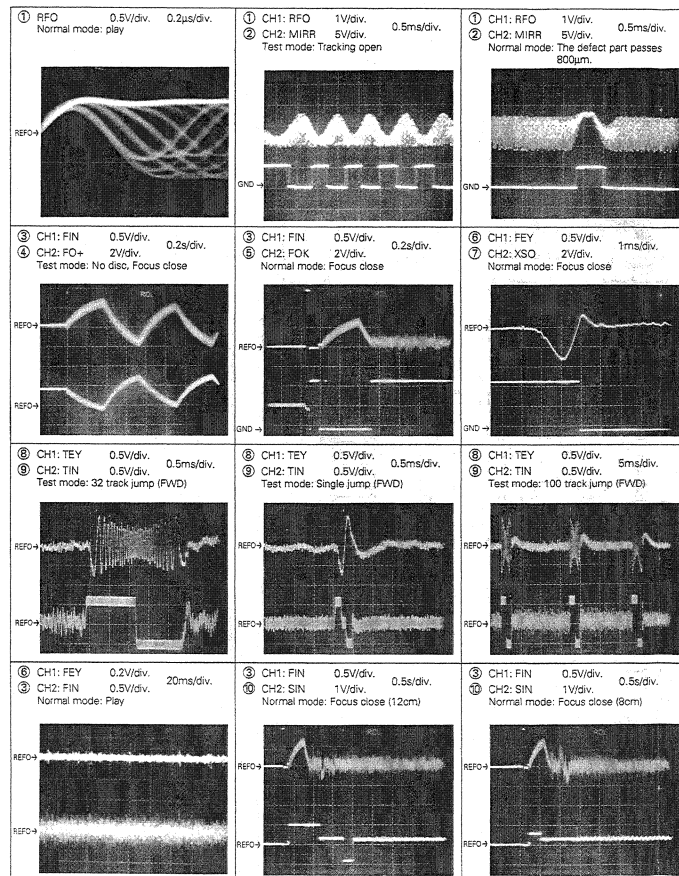 ① RFO 0.5V/div. 0.2µs/div.
Normal mode: play
REFO→
① CH1: RFO 1V/div.
② CH2: MIRR 5V/div. 0.5ms/div.
Test mode: Tracking open
GND →
① CH1: RFO 1V/div.
② CH2: MIRR 5V/div. 0.5ms/div.
Normal mode: The defect part passes
800µm.
GND →
③ CH1: FIN 0.5V/div.
④ CH2: FO+ 2V/div. 0.2s/div.
Test mode: No disc, Focus close
REFO→
REFO→
③ CH1: FIN 0.5V/div.
⑤ CH2: FOK 2V/div. 0.2s/div.
Normal mode: Focus close
REFO→
GND →
⑥ CH1: FEY 0.5V/div.
⑦ CH2: XSO 2V/div. 1ms/div.
Normal mode: Focus close
REFO→
GND →
⑧ CH1: TEY 0.5V/div.
⑨ CH2: TIN 0.5V/div. 0.5ms/div.
Test mode: 32 track jump (FWD)
REFO→
REFO→
⑧ CH1: TEY 0.5V/div.
⑨ CH2: TIN 0.5V/div. 0.5ms/div.
Test mode: Single jump (FWD)
REFO→
REFO→
⑧ CH1: TEY 0.5V/div.
⑨ CH2: TIN 0.5V/div. 5ms/div.
Test mode: 100 track jump (FWD)
REFO→
REFO→
⑥ CH1: FEY 0.2V/div.
③ CH2: FIN 0.5V/div. 20ms/div.
Normal mode: Play
REFO→
REFO→
③ CH1: FIN 0.5V/div.
⑩ CH2: SIN 1V/div. 0.5s/div.
Normal mode: Focus close (12cm)
REFO→
REFO→
③ CH1: FIN 0.5V/div.
⑩ CH2: SIN 1V/div. 0.5s/div.
Normal mode: Focus close (8cm)
REFO→
REFO→